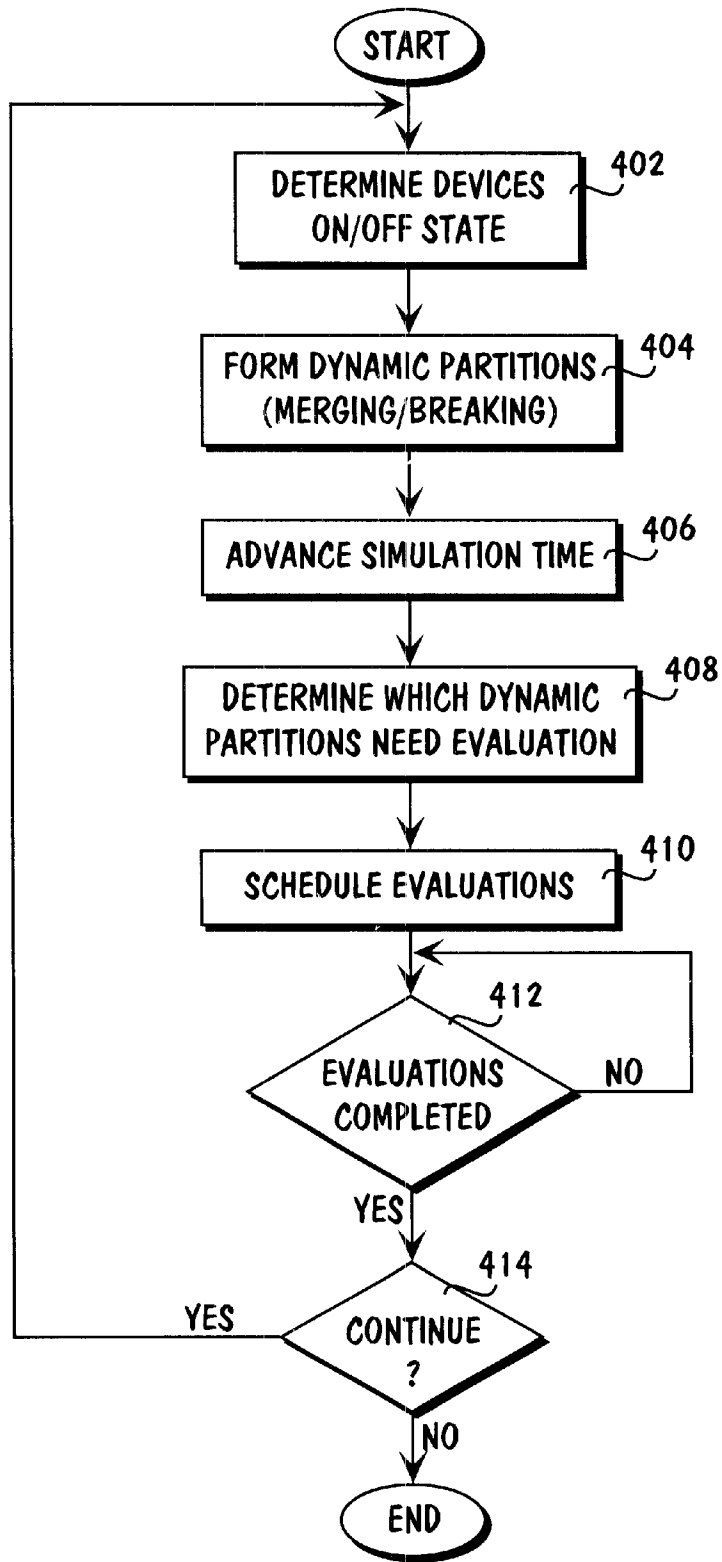 START
DETERMINE DEVICES
ON/OFF STATE
402
FORM DYNAMIC PARTITIONS
(MERGING/BREAKING)
404
ADVANCE SIMULATION TIME
406
DETERMINE WHICH DYNAMIC
PARTITIONS NEED EVALUATION
408
SCHEDULE EVALUATIONS
410
412
EVALUATIONS
COMPLETED
NO
YES
414
CONTINUE
?
YES
NO
END